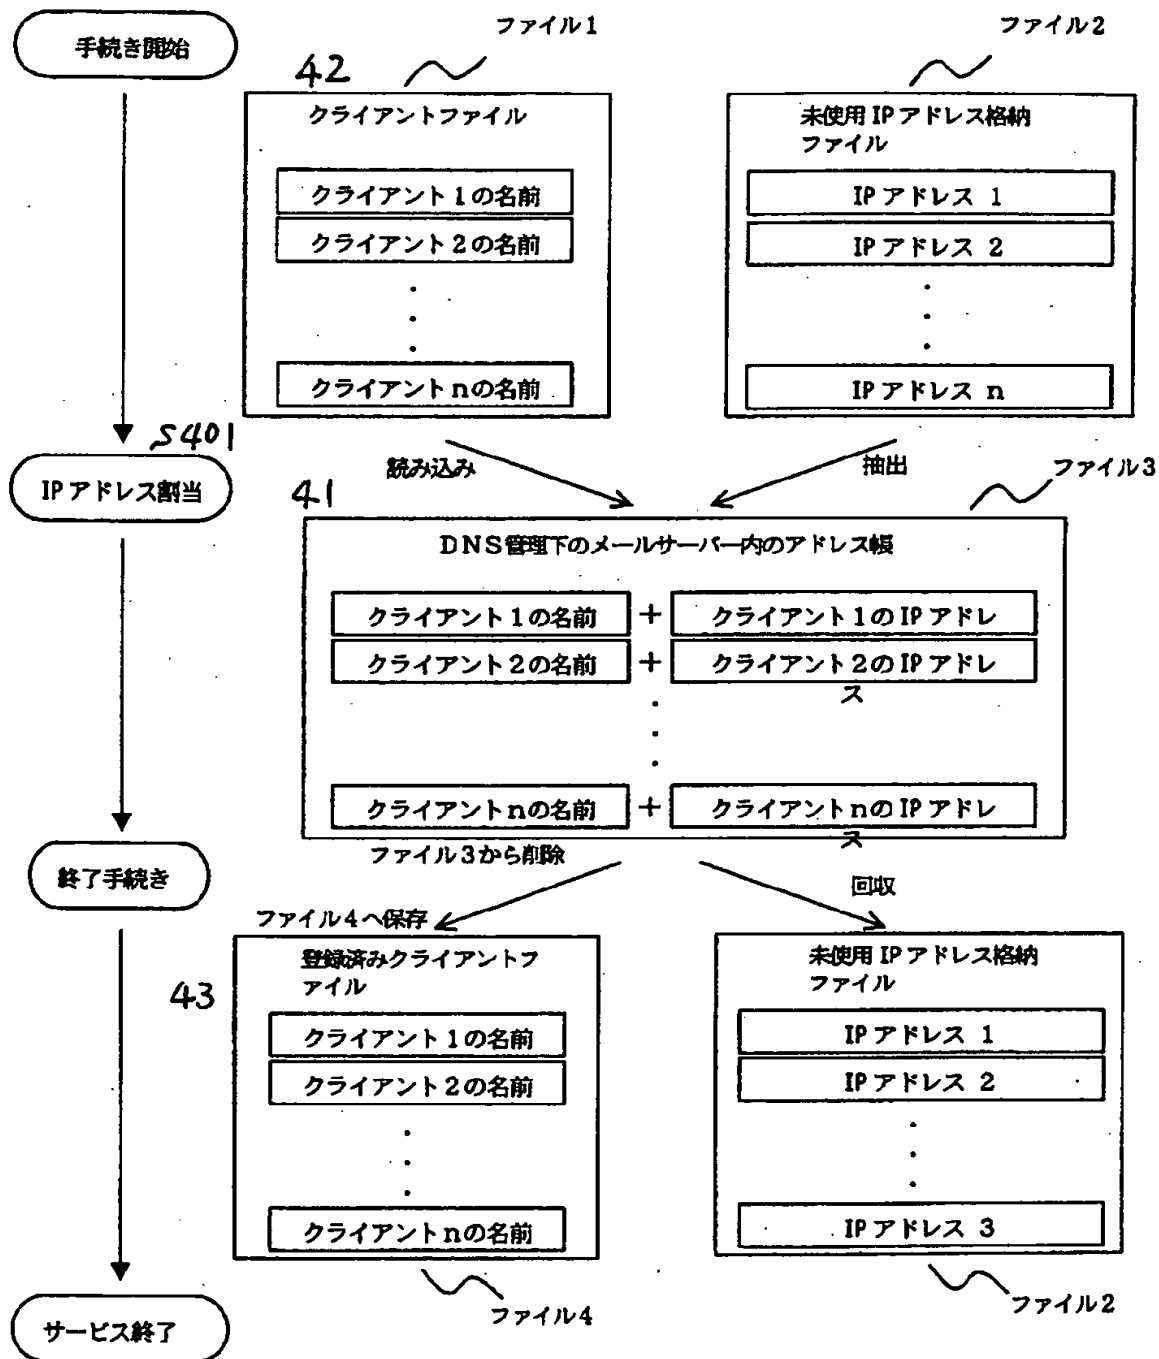 ファイル1
ファイル2
手続き開始
42
クライアントファイル
クライアント1の名前
クライアント2の名前
クライアントnの名前
未使用IPアドレス格納
ファイル
IPアドレス 1
IPアドレス 2
IPアドレス n
S401
IPアドレス割当
読み込み
抽出
ファイル3
41
DNS管理下のメールサーバー内のアドレス帳
クライアント1の名前 + クライアント1のIPアドレ
クライアント2の名前 + クライアント2のIPアドレ
ス
クライアントnの名前 + クライアントnのIPアドレ
ス
ファイル3から削除
終了手続き
回収
ファイル4へ保存
43
登録済みクライアントフ
ァイル
クライアント1の名前
クライアント2の名前
クライアントnの名前
未使用IPアドレス格納
ファイル
IPアドレス 1
IPアドレス 2
IPアドレス 3
ファイル4
ファイル2
サービス終了